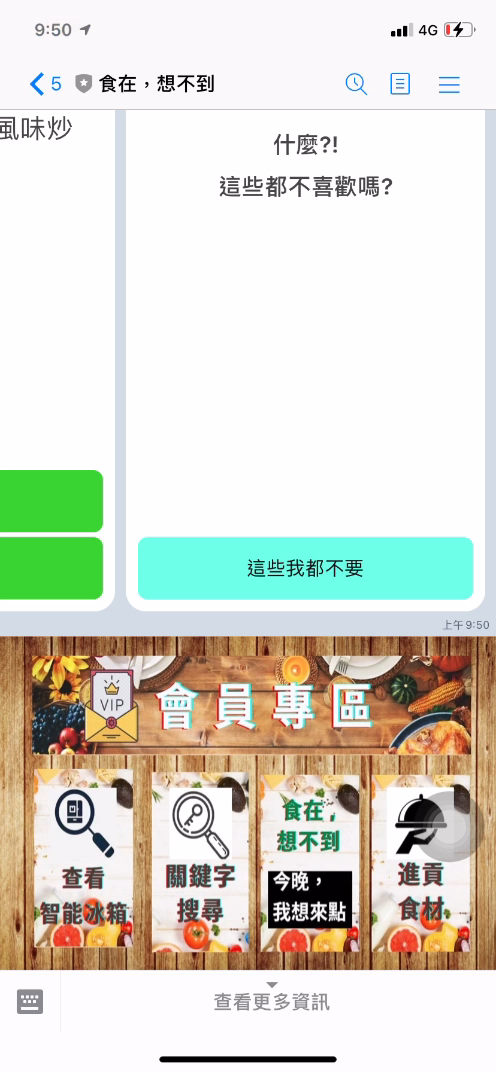 9:50
4G
5
食在，想不到
風味炒
什麼?!
這些都不喜歡嗎?
這些我都不要
上午9:50
VIP
會員專區
查看
智能冰箱
關鍵字
搜尋
食在，
想不到
今晚，
我想來點
進貢
食材
查看更多資訊